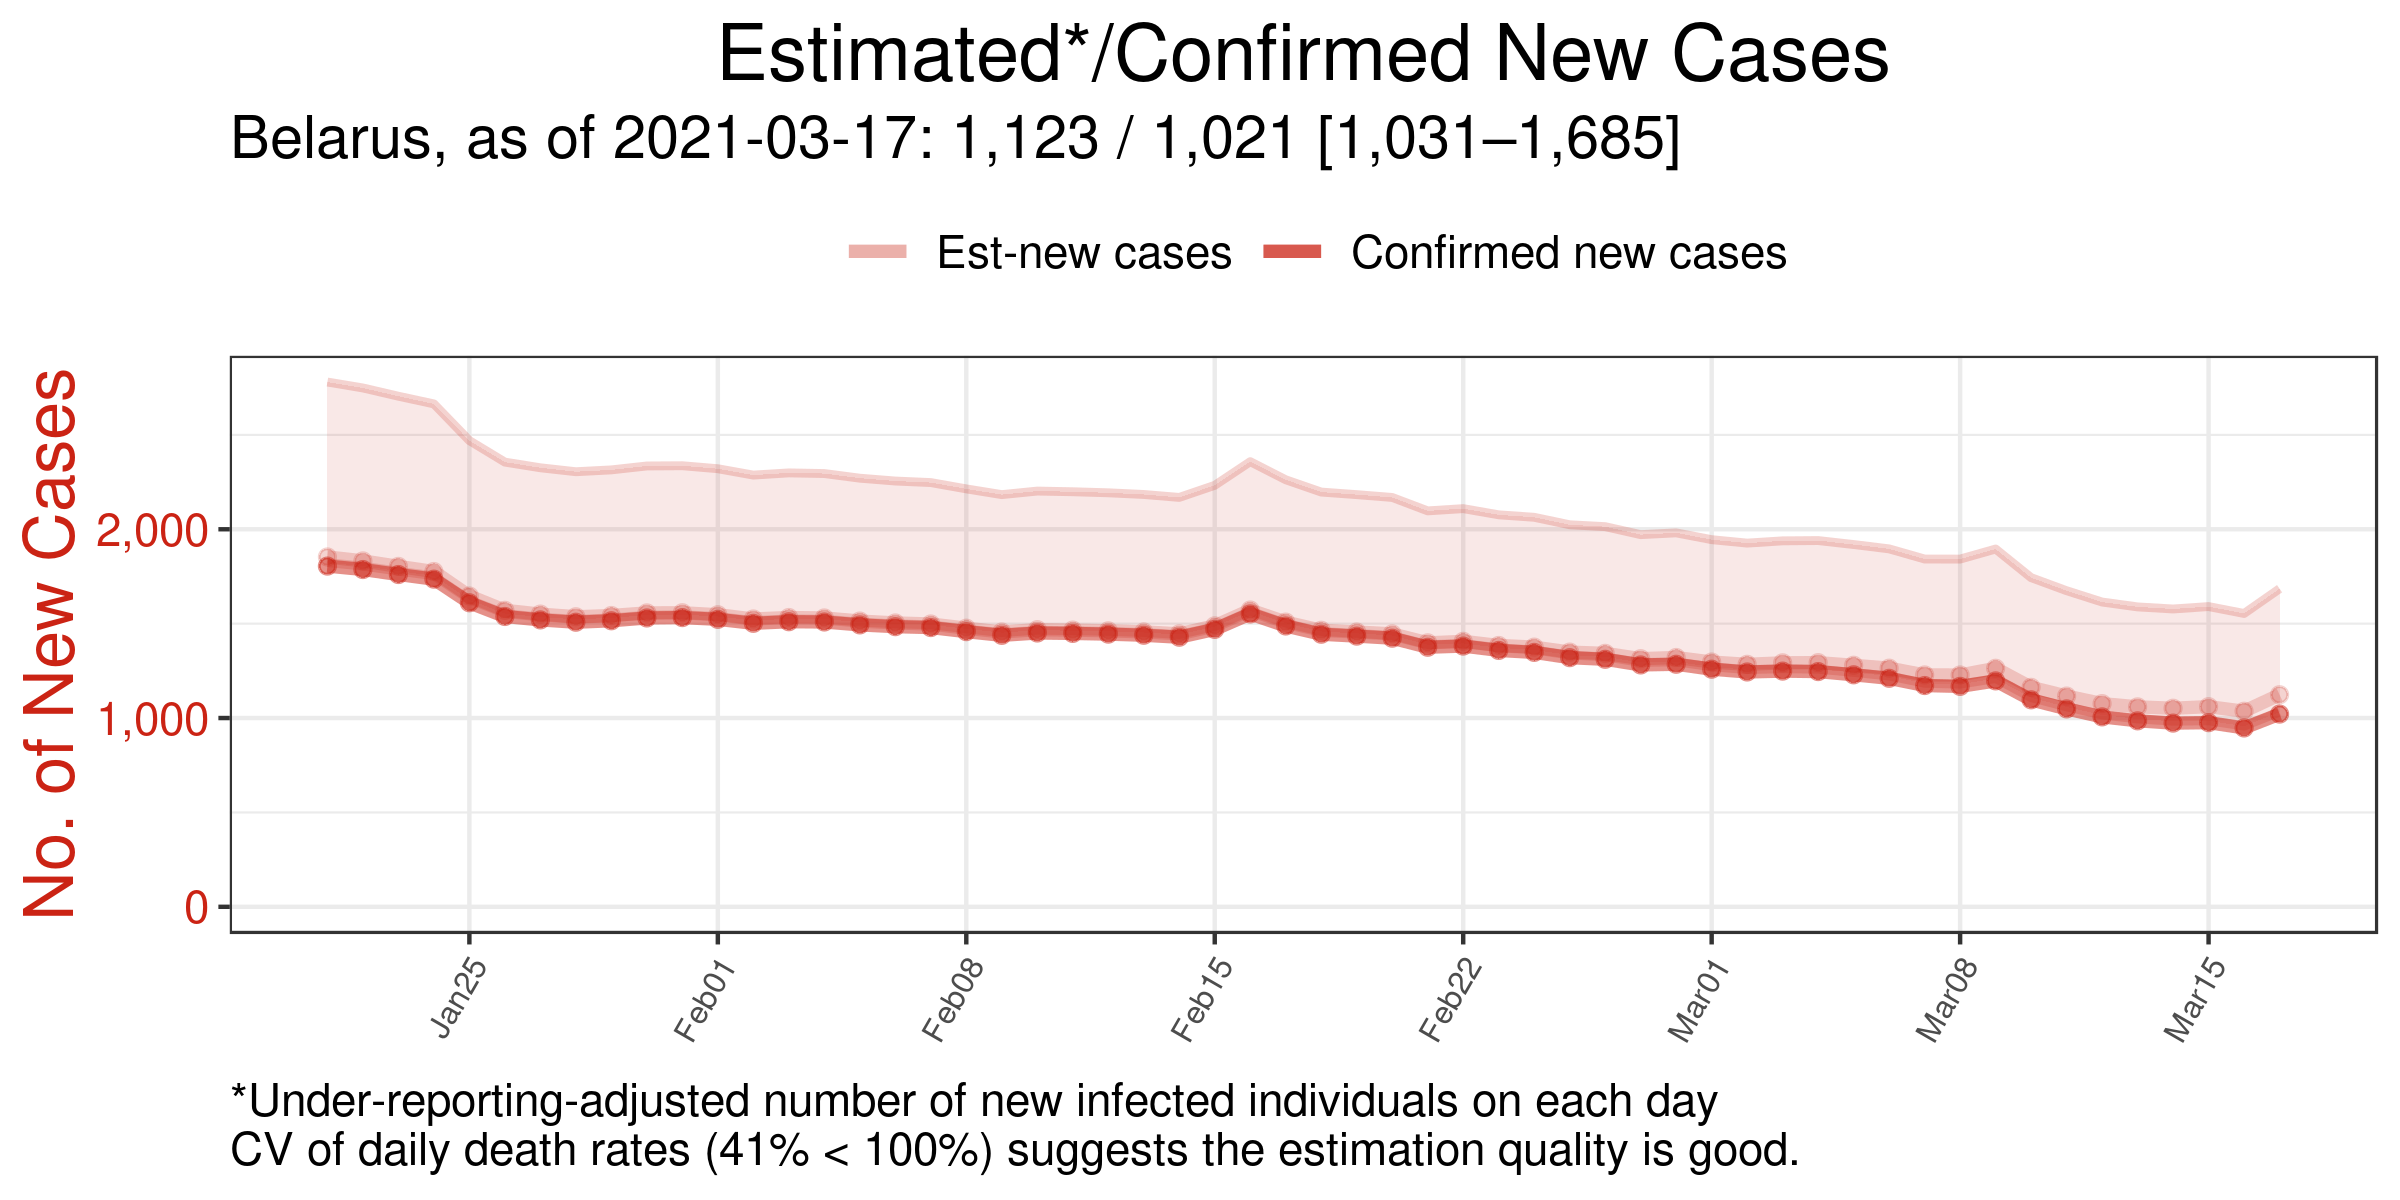 Estimated*/Confirmed New Cases
Belarus, as of 2021-03-17: 1,123 / 1,021 [1,031–1,685]
Est-new cases
Confirmed new cases
No. of New Cases
2,000
1,000
0
Jan25
Feb01
Feb08
Feb15
Feb22
Mar01
Mar08
Mar15
*Under-reporting-adjusted number of new infected individuals on each day
CV of daily death rates (41% < 100%) suggests the estimation quality is good.